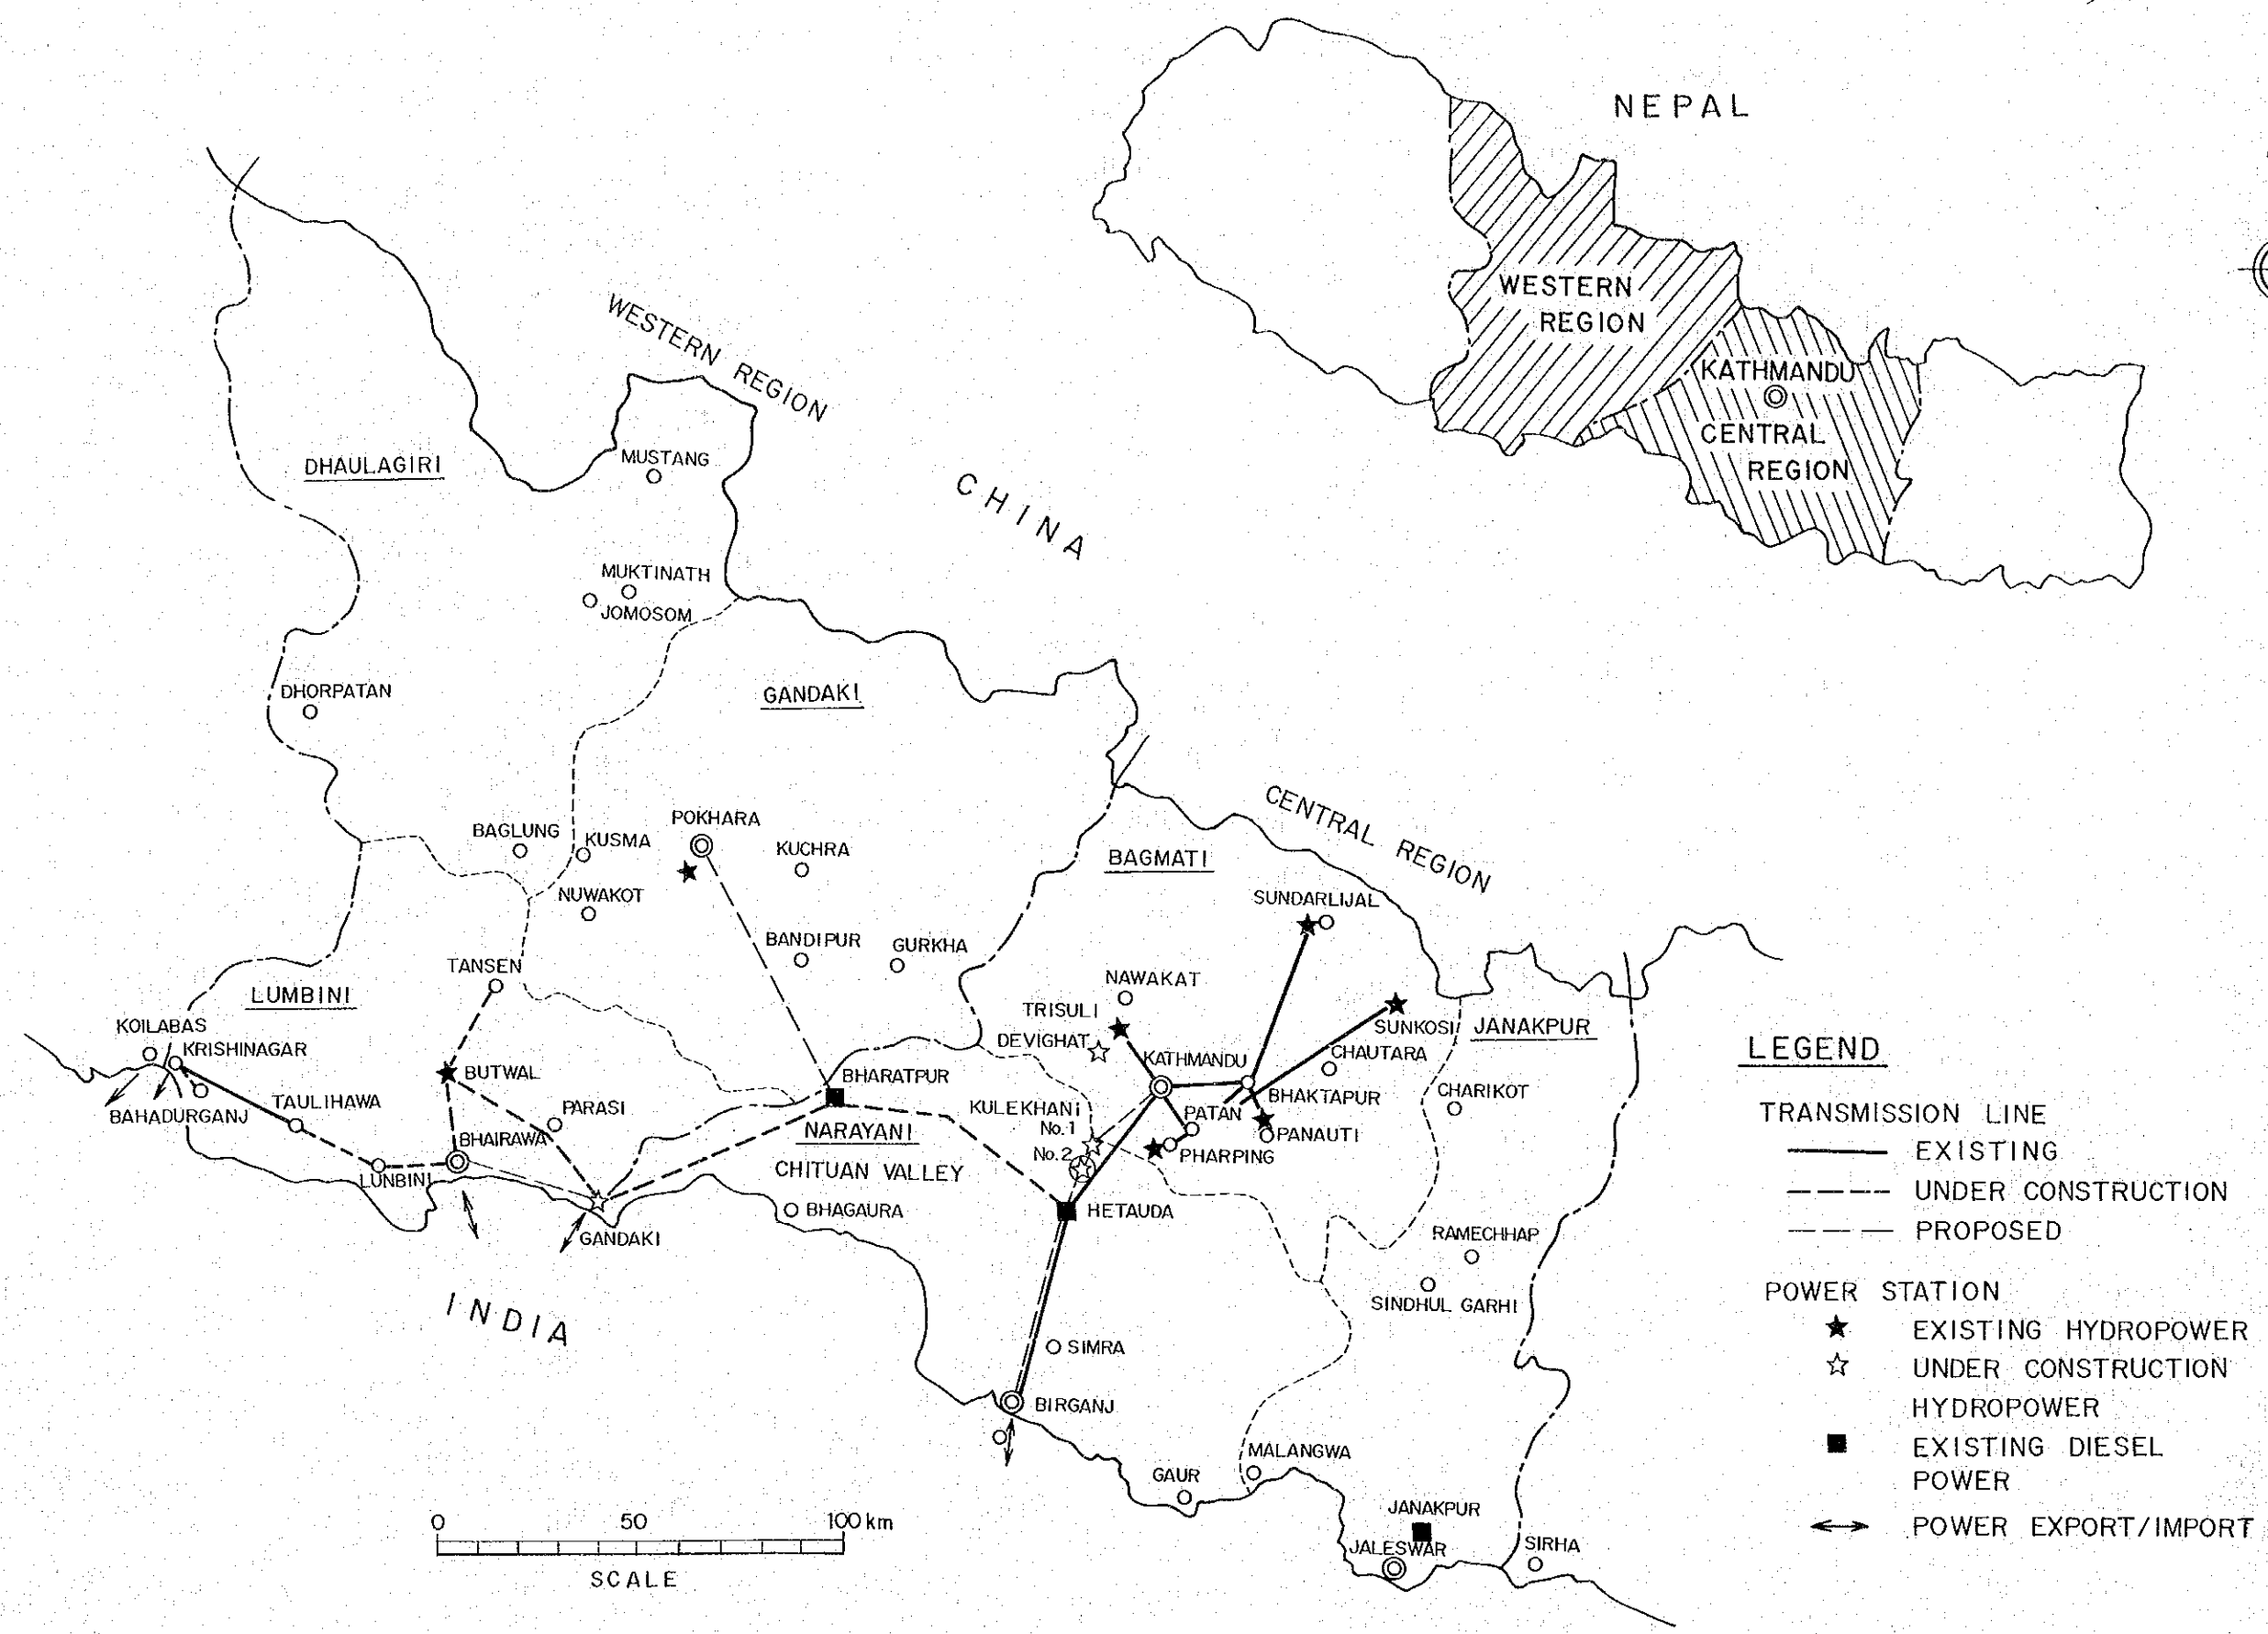 NEPAL
WESTERN
REGION
KATHMANDU
CENTRAL
REGION
WESTERN REGION
CHINA
DHAULAGIRI
MUSTANG
MUKTINATH
JOMOSOM
DHORPATAN
GANDAKI
CENTRAL REGION
POKHARA
BAGLUNG
KUSMA
KUCHRA
NUWAKOT
BAGMATI
SUNDARLIJAL
BANDIPUR
GURKHA
TANSEN
LUMBINI
NAWAKAT
TRISULI
DEVIGHAT
SUNKOSI
JANAKPUR
KOILABAS
KRISHINAGAR
KATHMANDU
CHAUTARA
BUTWAL
BHARATPUR
BAHADURGANJ
TAULIHAWA
PARASI
KULEKHANI
No.1
PATAN
BHAKTAPUR
CHARIKOT
BHAIRAWA
NARAYANI
No.2
PANAUTI
PHARPING
LUNBINI
CHITUAN VALLEY
BHAGAURA
HETAUDA
GANDAKI
RAMECHHAP
SINDHUL GARHI
INDIA
SIMRA
BIRGANJ
MALANGWA
GAUR
JANAKPUR
JALESWAR
SIRHA
0 50 100 km
SCALE
LEGEND
TRANSMISSION LINE
EXISTING
UNDER CONSTRUCTION
PROPOSED
POWER STATION
EXISTING HYDROPOWER
UNDER CONSTRUCTION
HYDROPOWER
EXISTING DIESEL
POWER
POWER EXPORT/IMPORT